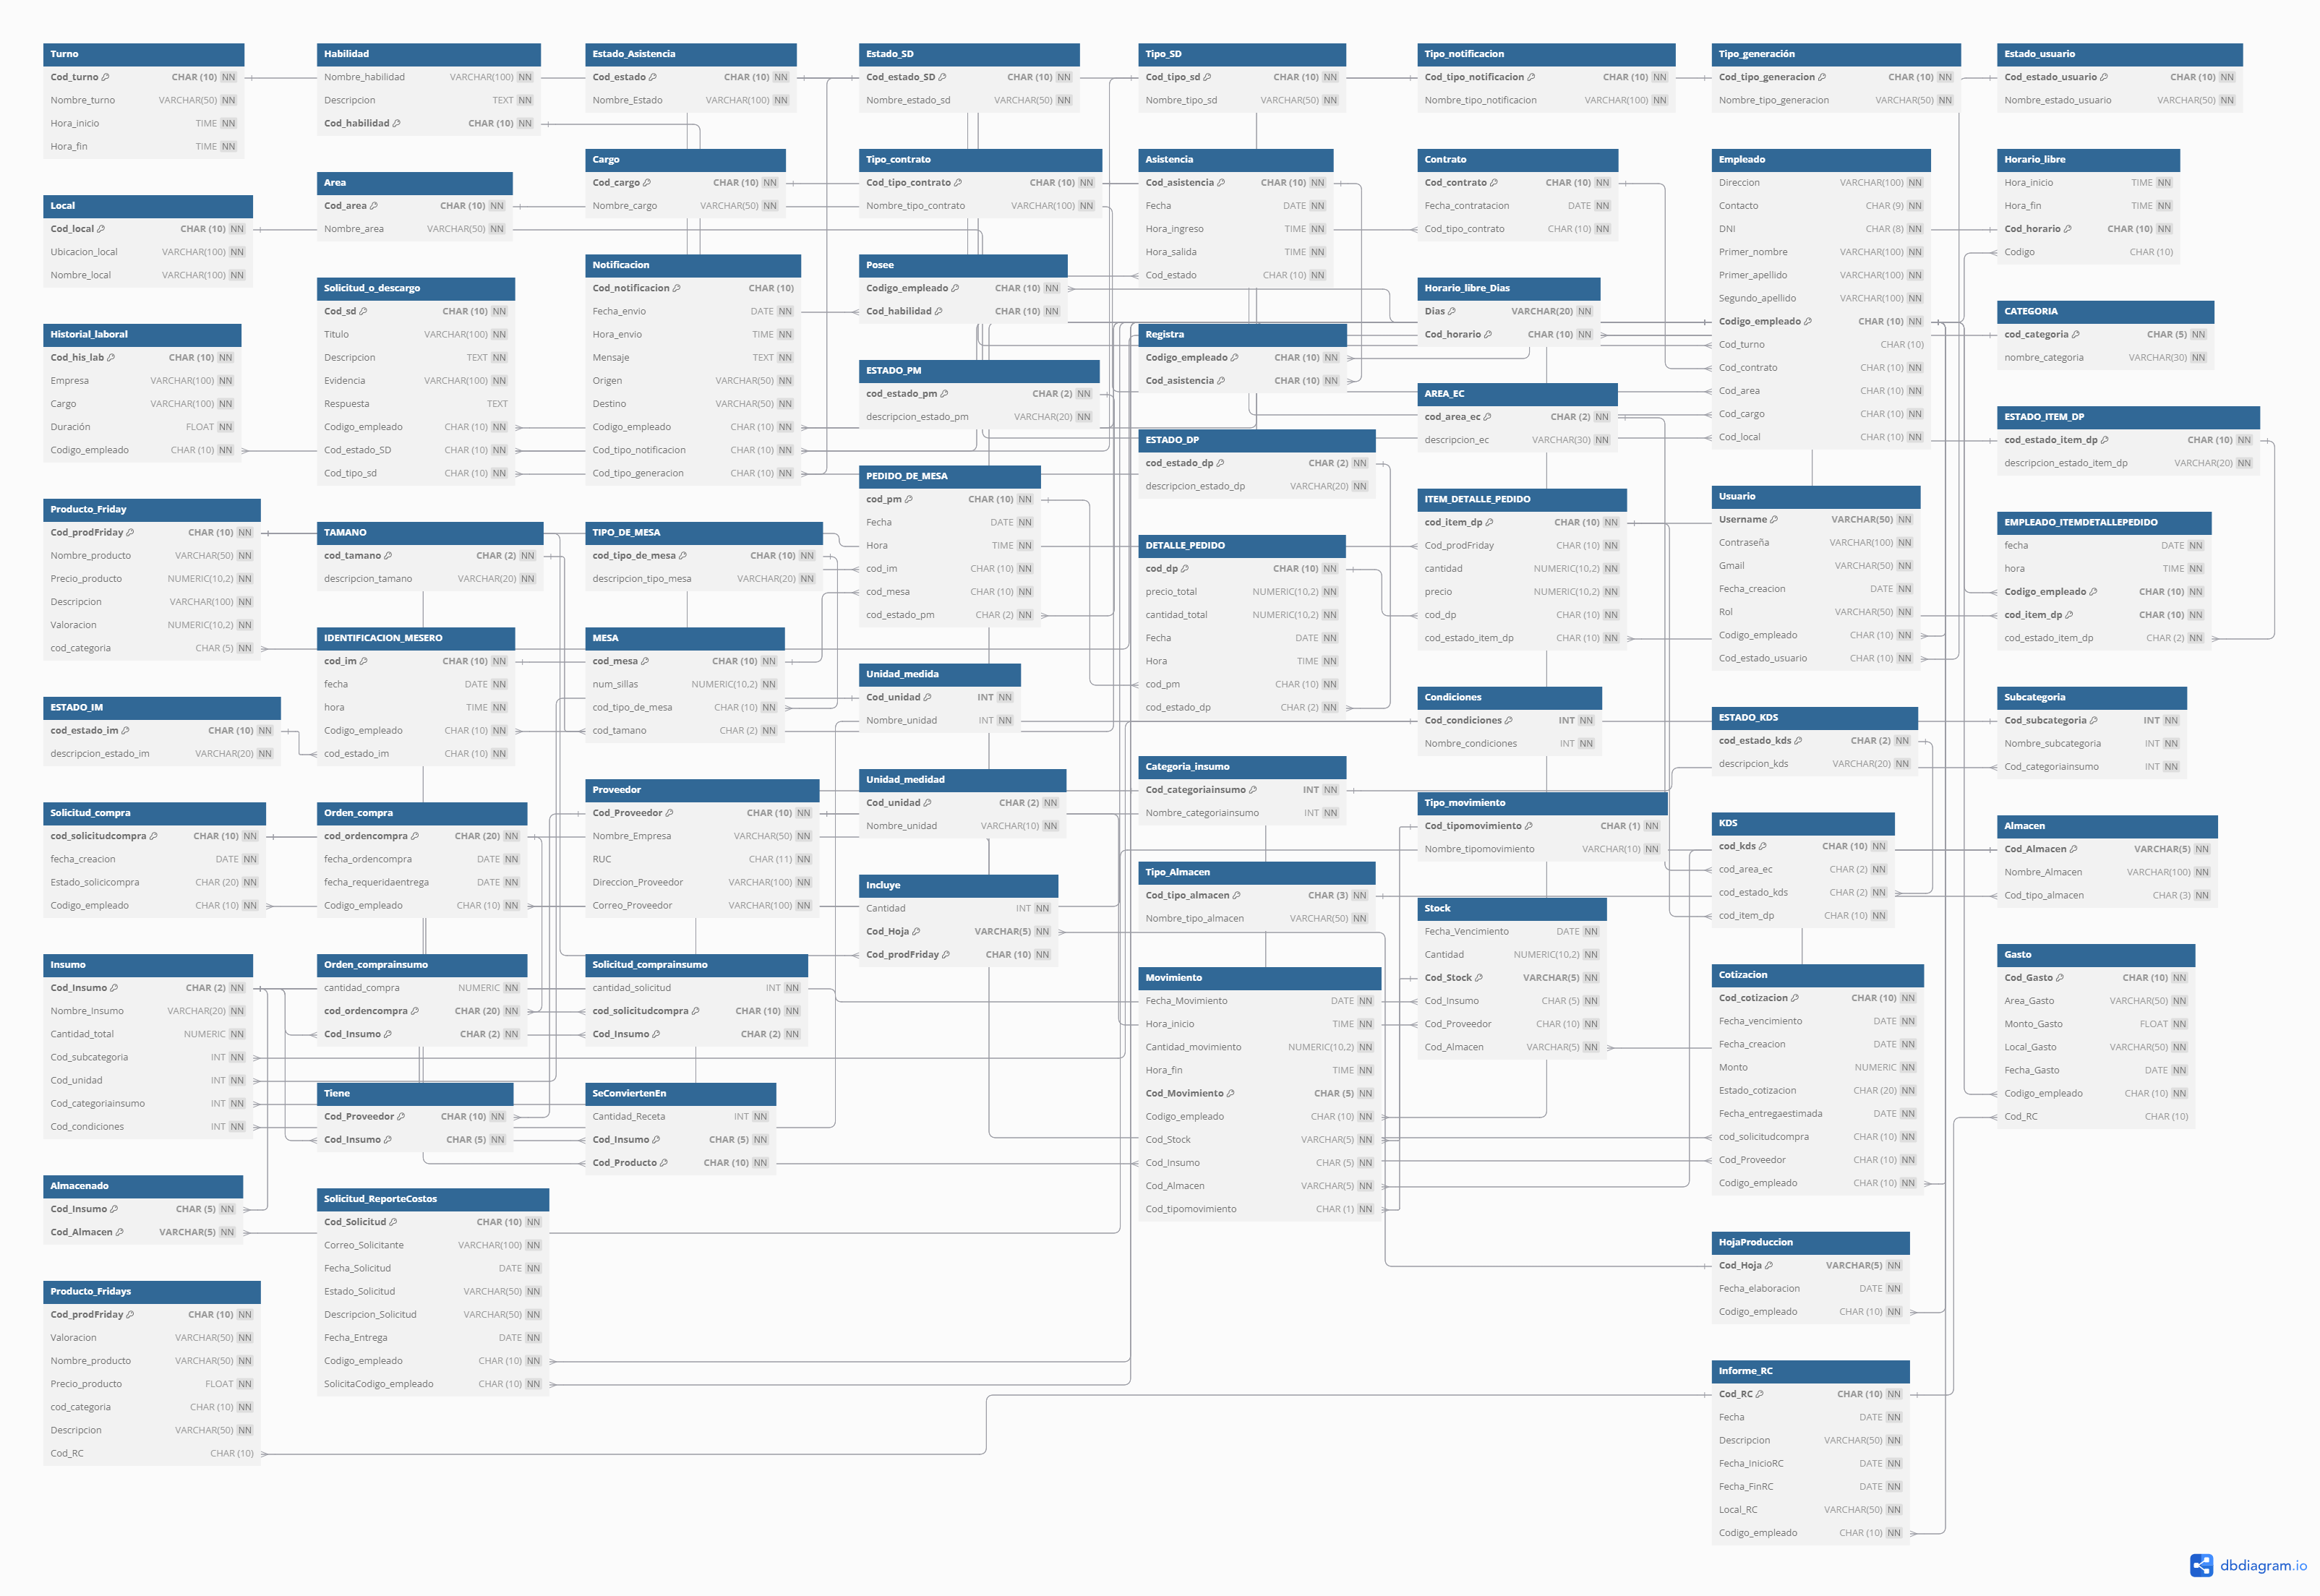 Turno
Cod_turno CHAR (10) NN
Nombre_turno VARCHAR(50) NN
Hora_inicio TIME NN
Hora_fin TIME NN
Local
Cod_local CHAR (10) NN
Ubicacion_local VARCHAR(100) NN
Nombre_local VARCHAR(100) NN
Historial_laboral
Cod_his_lab CHAR (10) NN
Empresa VARCHAR(100) NN
Cargo VARCHAR(100) NN
Duración FLOAT NN
Codigo_empleado CHAR (10) NN
Producto_Friday
Cod_prodFriday CHAR (10) NN
Nombre_producto VARCHAR(50) NN
Precio_producto NUMERIC(10,2) NN
Descripcion VARCHAR(100) NN
Valoracion NUMERIC(10,2) NN
cod_categoria CHAR (5) NN
ESTADO_IM
cod_estado_im CHAR (10) NN
descripcion_estado_im VARCHAR(20) NN
Solicitud_compra
cod_solicitudcompra CHAR (10) NN
fecha_creacion DATE NN
Estado_solicicompra CHAR (20) NN
Codigo_empleado CHAR (10) NN
Insumo
Cod_Insumo CHAR (2) NN
Nombre_Insumo VARCHAR(20) NN
Cantidad_total NUMERIC NN
Cod_subcategoria INT NN
Cod_unidad INT NN
Cod_categoriainsumo INT NN
Cod_condiciones INT NN
Almacenado
Cod_Insumo CHAR (5) NN
Cod_Almacen VARCHAR(5) NN
Producto_Fridays
Cod_prodFriday CHAR (10) NN
Valoracion VARCHAR(50) NN
Nombre_producto VARCHAR(50) NN
Precio_producto FLOAT NN
cod_categoria CHAR (10) NN
Descripcion VARCHAR(50) NN
Cod_RC CHAR (10)
Habilidad
Nombre_habilidad VARCHAR(100) NN
Descripcion TEXT NN
Cod_habilidad CHAR (10) NN
Area
Cod_area CHAR (10) NN
Nombre_area VARCHAR(50) NN
Solicitud_o_descargo
Cod_sd CHAR (10) NN
Titulo VARCHAR(100) NN
Descripcion TEXT NN
Evidencia VARCHAR(100) NN
Respuesta TEXT
Codigo_empleado CHAR (10) NN
Cod_estado_SD CHAR (10) NN
Cod_tipo_sd CHAR (10) NN
TAMANO
cod_tamano CHAR (2) NN
descripcion_tamano VARCHAR(20) NN
IDENTIFICACION_MESERO
cod_im CHAR (10) NN
fecha DATE NN
hora TIME NN
Codigo_empleado CHAR (10) NN
cod_estado_im CHAR (10) NN
Orden_compra
cod_ordencompra CHAR (20) NN
fecha_ordencompra DATE NN
fecha_requeridaentrega DATE NN
Codigo_empleado CHAR (10) NN
Orden_comprainsumo
cantidad_compra NUMERIC NN
cod_ordencompra CHAR (20) NN
Cod_Insumo CHAR (2) NN
Tiene
Cod_Proveedor CHAR (10) NN
Cod_Insumo CHAR (5) NN
Solicitud_ReporteCostos
Cod_Solicitud CHAR (10) NN
Correo_Solicitante VARCHAR(100) NN
Fecha_Solicitud DATE NN
Estado_Solicitud VARCHAR(50) NN
Descripcion_Solicitud VARCHAR(50) NN
Fecha_Entrega DATE NN
Codigo_empleado CHAR (10) NN
SolicitaCodigo_empleado CHAR (10) NN
Estado_Asistencia
Cod_estado CHAR (10) NN
Nombre_Estado VARCHAR(100) NN
Cargo
Cod_cargo CHAR (10) NN
Nombre_cargo VARCHAR(50) NN
Notificacion
Cod_notificacion CHAR (10)
Fecha_envio DATE NN
Hora_envio TIME NN
Mensaje TEXT NN
Origen VARCHAR(50) NN
Destino VARCHAR(50) NN
Codigo_empleado CHAR (10) NN
Cod_tipo_notificacion CHAR (10) NN
Cod_tipo_generacion CHAR (10) NN
TIPO_DE_MESA
cod_tipo_de_mesa CHAR (10) NN
descripcion_tipo_mesa VARCHAR(20) NN
MESA
cod_mesa CHAR (10) NN
num_sillas NUMERIC(10,2) NN
cod_tipo_de_mesa CHAR (10) NN
cod_tamano CHAR (2) NN
Proveedor
Cod_Proveedor CHAR (10) NN
Nombre_Empresa VARCHAR(50) NN
RUC CHAR (11) NN
Direccion_Proveedor VARCHAR(100) NN
Correo_Proveedor VARCHAR(100) NN
Solicitud_comprainsumo
cantidad_solicitud INT NN
cod_solicitudcompra CHAR (10) NN
Cod_Insumo CHAR (2) NN
SeConviertenEn
Cantidad_Receta INT NN
Cod_Insumo CHAR (5) NN
Cod_Producto CHAR (10) NN
Estado_SD
Cod_estado_SD CHAR (10) NN
Nombre_estado_sd VARCHAR(50) NN
Tipo_contrato
Cod_tipo_contrato CHAR (10) NN
Nombre_tipo_contrato VARCHAR(100) NN
Posee
Codigo_empleado CHAR (10) NN
Cod_habilidad CHAR (10) NN
ESTADO_PM
cod_estado_pm CHAR (2) NN
descripcion_estado_pm VARCHAR(20) NN
PEDIDO_DE_MESA
cod_pm CHAR (10) NN
Fecha DATE NN
Hora TIME NN
cod_im CHAR (10) NN
cod_mesa CHAR (10) NN
cod_estado_pm CHAR (2) NN
Unidad_medida
Cod_unidad INT NN
Nombre_unidad INT NN
Unidad_medidad
Cod_unidad CHAR (2) NN
Nombre_unidad VARCHAR(10) NN
Incluye
Cantidad INT NN
Cod_Hoja VARCHAR(5) NN
Cod_prodFriday CHAR (10) NN
Tipo_SD
Cod_tipo_sd CHAR (10) NN
Nombre_tipo_sd VARCHAR(50) NN
Asistencia
Cod_asistencia CHAR (10) NN
Fecha DATE NN
Hora_ingreso TIME NN
Hora_salida TIME NN
Cod_estado CHAR (10) NN
Registra
Codigo_empleado CHAR (10) NN
Cod_asistencia CHAR (10) NN
ESTADO_DP
cod_estado_dp CHAR (2) NN
descripcion_estado_dp VARCHAR(20) NN
DETALLE_PEDIDO
cod_dp CHAR (10) NN
precio_total NUMERIC(10,2) NN
cantidad_total NUMERIC(10,2) NN
Fecha DATE NN
Hora TIME NN
cod_pm CHAR (10) NN
cod_estado_dp CHAR (2) NN
Categoria_insumo
Cod_categoriainsumo INT NN
Nombre_categoriainsumo INT NN
Tipo_Almacen
Cod_tipo_almacen CHAR (3) NN
Nombre_tipo_almacen VARCHAR(50) NN
Movimiento
Fecha_Movimiento DATE NN
Hora_inicio TIME NN
Cantidad_movimiento NUMERIC(10,2) NN
Hora_fin TIME NN
Cod_Movimiento CHAR (5) NN
Codigo_empleado CHAR (10) NN
Cod_Stock VARCHAR(5) NN
Cod_Insumo CHAR (5) NN
Cod_Almacen VARCHAR(5) NN
Cod_tipomovimiento CHAR (1) NN
Tipo_notificacion
Cod_tipo_notificacion CHAR (10) NN
Nombre_tipo_notificacion VARCHAR(100) NN
Contrato
Cod_contrato CHAR (10) NN
Fecha_contratacion DATE NN
Cod_tipo_contrato CHAR (10) NN
Horario_libre_Dias
Dias VARCHAR(20) NN
Cod_horario CHAR (10) NN
AREA_EC
cod_area_ec CHAR (2) NN
descripcion_ec VARCHAR(30) NN
ITEM_DETALLE_PEDIDO
cod_item_dp CHAR (10) NN
Cod_prodFriday CHAR (10) NN
cantidad NUMERIC(10,2) NN
precio NUMERIC(10,2) NN
cod_dp CHAR (10) NN
cod_estado_item_dp CHAR (10) NN
Condiciones
Cod_condiciones INT NN
Nombre_condiciones INT NN
Tipo_movimiento
Cod_tipomovimiento CHAR (1) NN
Nombre_tipomovimiento VARCHAR(10) NN
Stock
Fecha_Vencimiento DATE NN
Cantidad NUMERIC(10,2) NN
Cod_Stock VARCHAR(5) NN
Cod_Insumo CHAR (5) NN
Cod_Proveedor CHAR (10) NN
Cod_Almacen VARCHAR(5) NN
Tipo_generación
Cod_tipo_generacion CHAR (10) NN
Nombre_tipo_generacion VARCHAR(50) NN
Empleado
Direccion VARCHAR(100) NN
Contacto CHAR (9) NN
DNI CHAR (8) NN
Primer_nombre VARCHAR(100) NN
Primer_apellido VARCHAR(100) NN
Segundo_apellido VARCHAR(100) NN
Codigo_empleado CHAR (10) NN
Cod_turno CHAR (10)
Cod_contrato CHAR (10) NN
Cod_area CHAR (10) NN
Cod_cargo CHAR (10) NN
Cod_local CHAR (10) NN
Usuario
Username VARCHAR(50) NN
Contraseña VARCHAR(100) NN
Gmail VARCHAR(50) NN
Fecha_creacion DATE NN
Rol VARCHAR(50) NN
Codigo_empleado CHAR (10) NN
Cod_estado_usuario CHAR (10) NN
ESTADO_KDS
cod_estado_kds CHAR (2) NN
descripcion_kds VARCHAR(20) NN
KDS
cod_kds CHAR (10) NN
cod_area_ec CHAR (2) NN
cod_estado_kds CHAR (2) NN
cod_item_dp CHAR (10) NN
Cotizacion
Cod_cotizacion CHAR (10) NN
Fecha_vencimiento DATE NN
Fecha_creacion DATE NN
Monto NUMERIC NN
Estado_cotizacion CHAR (20) NN
Fecha_entregaestimada DATE NN
cod_solicitudcompra CHAR (10) NN
Cod_Proveedor CHAR (10) NN
Codigo_empleado CHAR (10) NN
HojaProduccion
Cod_Hoja VARCHAR(5) NN
Fecha_elaboracion DATE NN
Codigo_empleado CHAR (10) NN
Informe_RC
Cod_RC CHAR (10) NN
Fecha DATE NN
Descripcion VARCHAR(50) NN
Fecha_InicioRC DATE NN
Fecha_FinRC DATE NN
Local_RC VARCHAR(50) NN
Codigo_empleado CHAR (10) NN
Estado_usuario
Cod_estado_usuario CHAR (10) NN
Nombre_estado_usuario VARCHAR(50) NN
Horario_libre
Hora_inicio TIME NN
Hora_fin TIME NN
Cod_horario CHAR (10) NN
Codigo CHAR (10)
CATEGORIA
cod_categoria CHAR (5) NN
nombre_categoria VARCHAR(30) NN
ESTADO_ITEM_DP
cod_estado_item_dp CHAR (10) NN
descripcion_estado_item_dp VARCHAR(20) NN
EMPLEADO_ITEMDETALLEPEDIDO
fecha DATE NN
hora TIME NN
Codigo_empleado CHAR (10) NN
cod_item_dp CHAR (10) NN
cod_estado_item_dp CHAR (2) NN
Subcategoria
Cod_subcategoria INT NN
Nombre_subcategoria INT NN
Cod_categoriainsumo INT NN
Almacen
Cod_Almacen VARCHAR(5) NN
Nombre_Almacen VARCHAR(100) NN
Cod_tipo_almacen CHAR (3) NN
Gasto
Cod_Gasto CHAR (10) NN
Area_Gasto VARCHAR(50) NN
Monto_Gasto FLOAT NN
Local_Gasto VARCHAR(50) NN
Fecha_Gasto DATE NN
Codigo_empleado CHAR (10) NN
Cod_RC CHAR (10)
dbdiagram.io